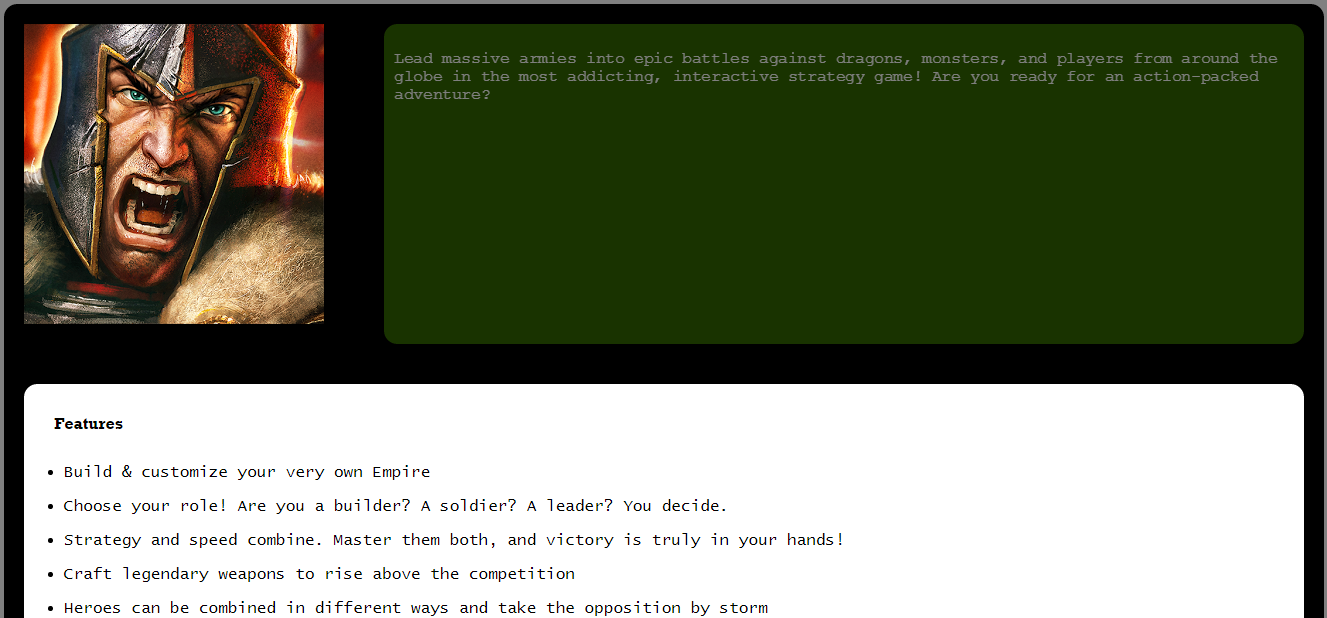 Lead massive armies into epic battles against dragons, monsters, and players from around the
globe in the most addicting, interactive strategy game! Are you ready for an action-packed
adventure?
Features
• Build & customize your very own Empire
• Choose your role! Are you a builder? A soldier? A leader? You decide.
• Strategy and speed combine. Master them both, and victory is truly in your hands!
• Craft legendary weapons to rise above the competition
• Heroes can be combined in different ways and take the opposition by storm